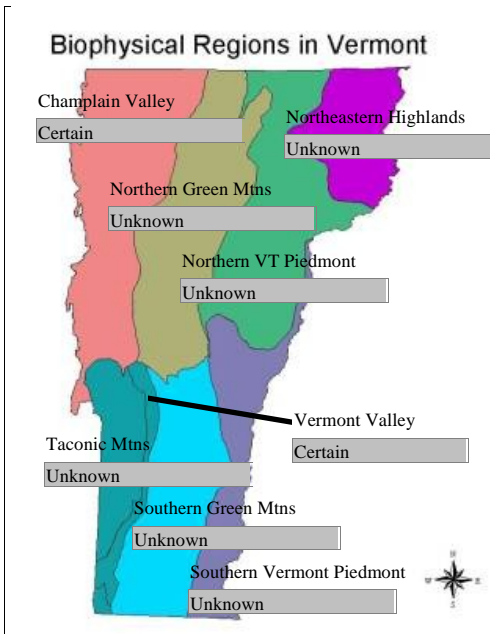 Biophysical Regions in Vermont
Champlain Valley
Certain
Northeastern Highlands
Unknown
Northern Green Mtns
Unknown
Northern VT Piedmont
Unknown
Vermont Valley
Certain
Taconic Mtns
Unknown
Southern Green Mtns
Unknown
Southern Vermont Piedmont
Unknown
N
W E
S